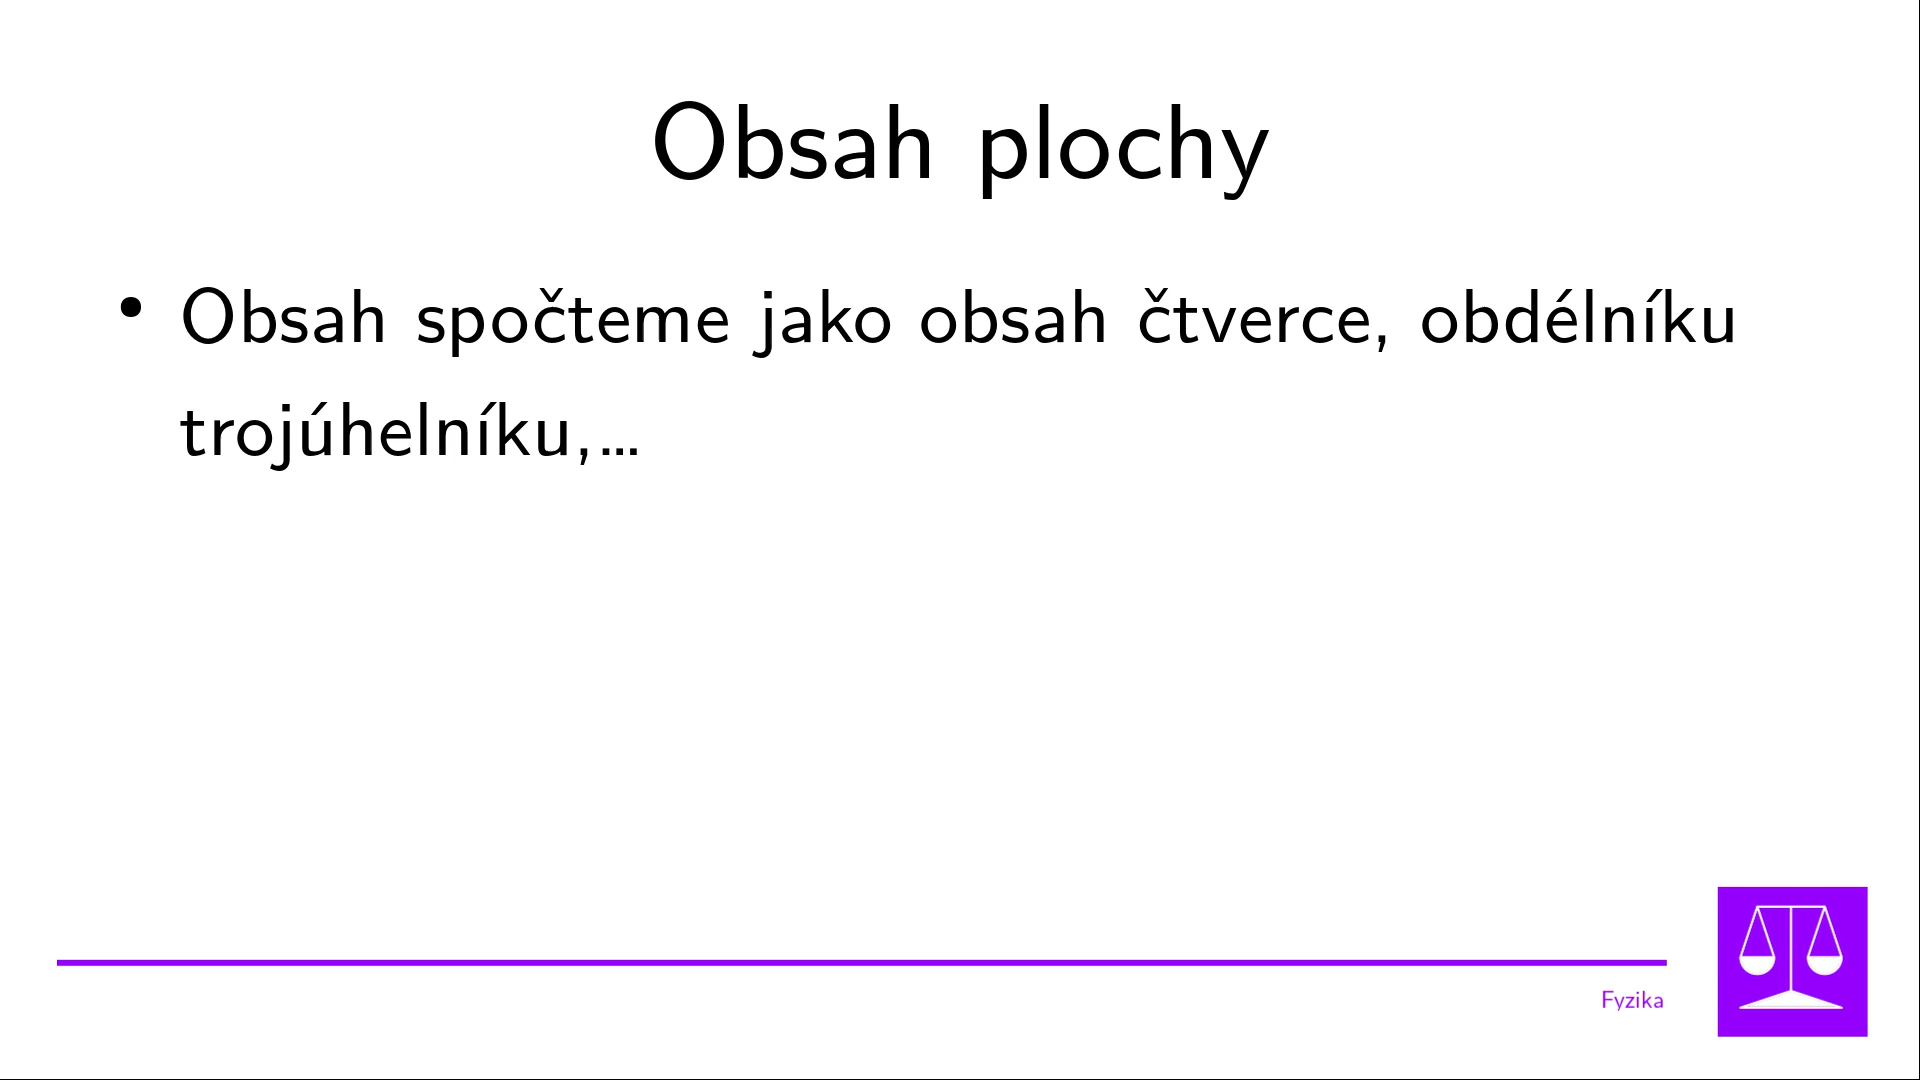 Obsah plochy
• Obsah spočteme jako obsah čtverce, obdélníku
trojúhelníku,...
Fyzika